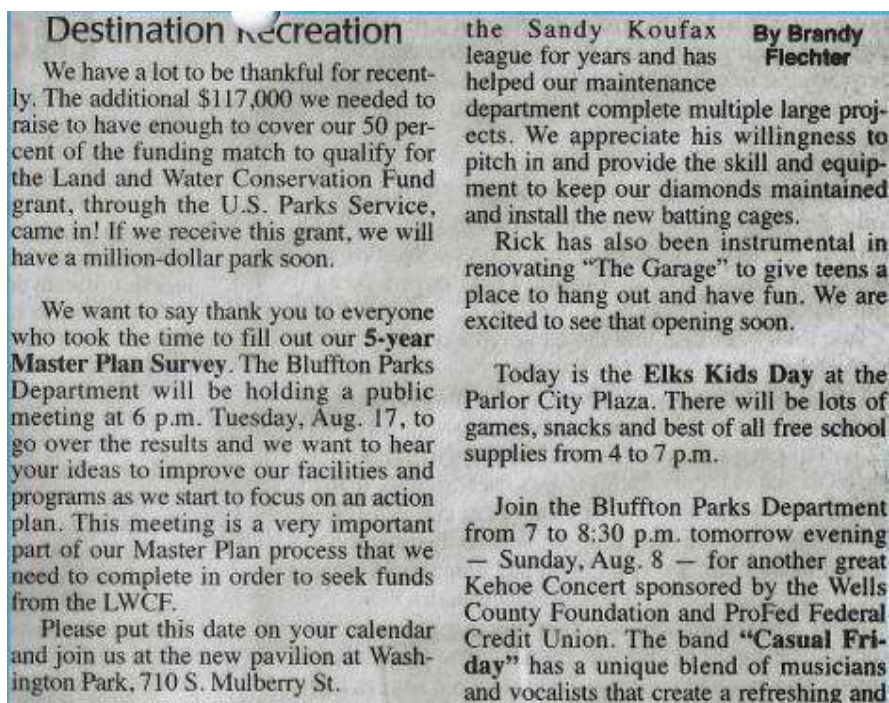 Destination Recreation
We have a lot to be thankful for recent-
ly. The additional $117,000 we needed to
raise to have enough to cover our 50 per-
cent of the funding match to qualify for
the Land and Water Conservation Fund
grant, through the U.S. Parks Service,
came in! If we receive this grant, we will
have a million-dollar park soon.
We want to say thank you to everyone
who took the time to fill out our 5-year
Master Plan Survey. The Bluffton Parks
Department will be holding a public
meeting at 6 p.m. Tuesday, Aug. 17, to
go over the results and we want to hear
your ideas to improve our facilities and
programs as we start to focus on an action
plan. This meeting is a very important
part of our Master Plan process that we
need to complete in order to seek funds
from the LWCF.
Please put this date on your calendar
and join us at the new pavilion at Wash-
ington Park, 710 S. Mulberry St.
By Brandy
Flechter
the Sandy Koufax
league for years and has
helped our maintenance
department complete multiple large proj-
ects. We appreciate his willingness to
pitch in and provide the skill and equip-
ment to keep our diamonds maintained
and install the new batting cages.
Rick has also been instrumental in
renovating “The Garage” to give teens a
place to hang out and have fun. We are
excited to see that opening soon.
Today is the Elks Kids Day at the
Parlor City Plaza. There will be lots of
games, snacks and best of all free school
supplies from 4 to 7 p.m.
Join the Bluffton Parks Department
from 7 to 8:30 p.m. tomorrow evening
— Sunday, Aug. 8 — for another great
Kehoe Concert sponsored by the Wells
County Foundation and ProFed Federal
Credit Union. The band “Casual Fri-
day” has a unique blend of musicians
and vocalists that create a refreshing and